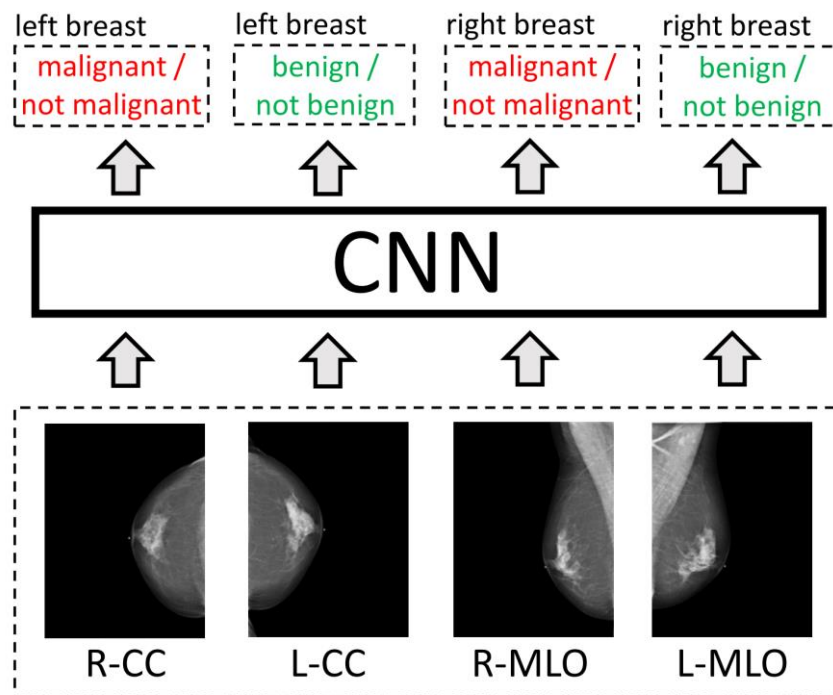 left breast
malignant /
not malignant
left breast
benign /
not benign
right breast
malignant /
not malignant
right breast
benign /
not benign
CNN
R-CC
L-CC
R-MLO
L-MLO